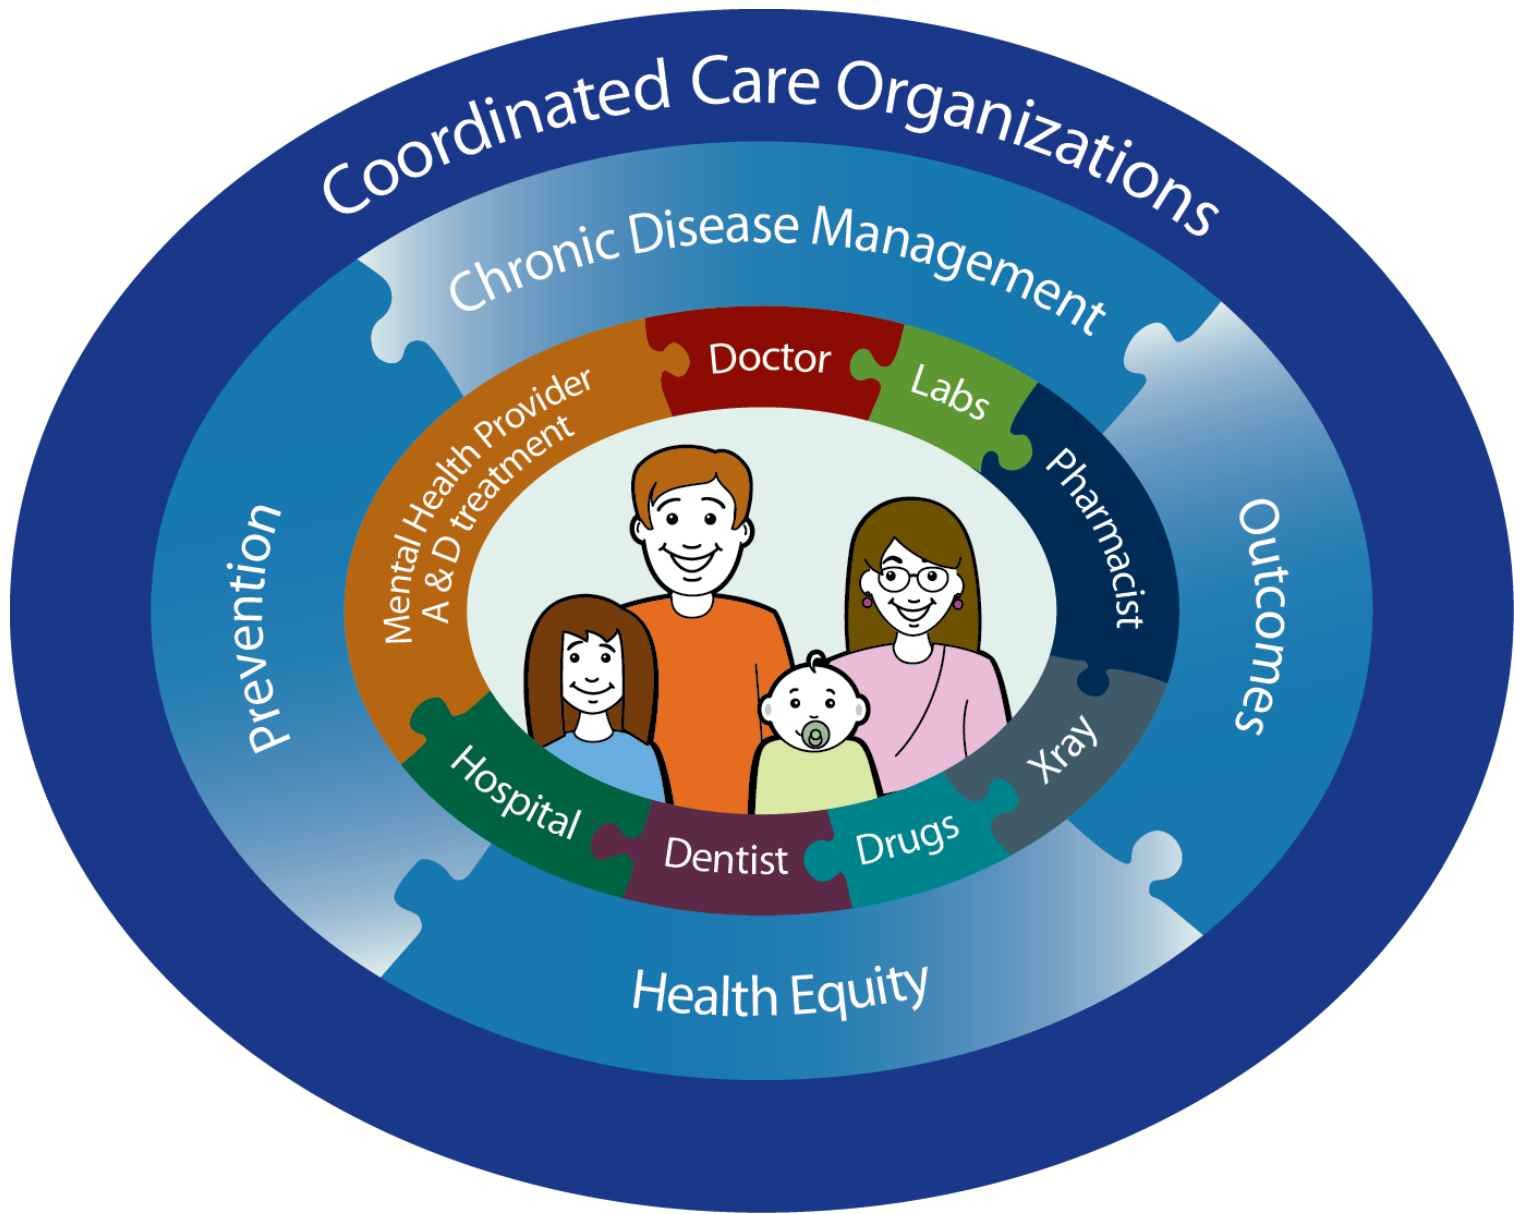 Coordinated Care Organizations
Chronic Disease Management
Doctor
Labs
Mental Health Provider
A & D treatment
Pharmacist
Prevention
Outcomes
Xray
Hospital
Drugs
Dentist
Health Equity